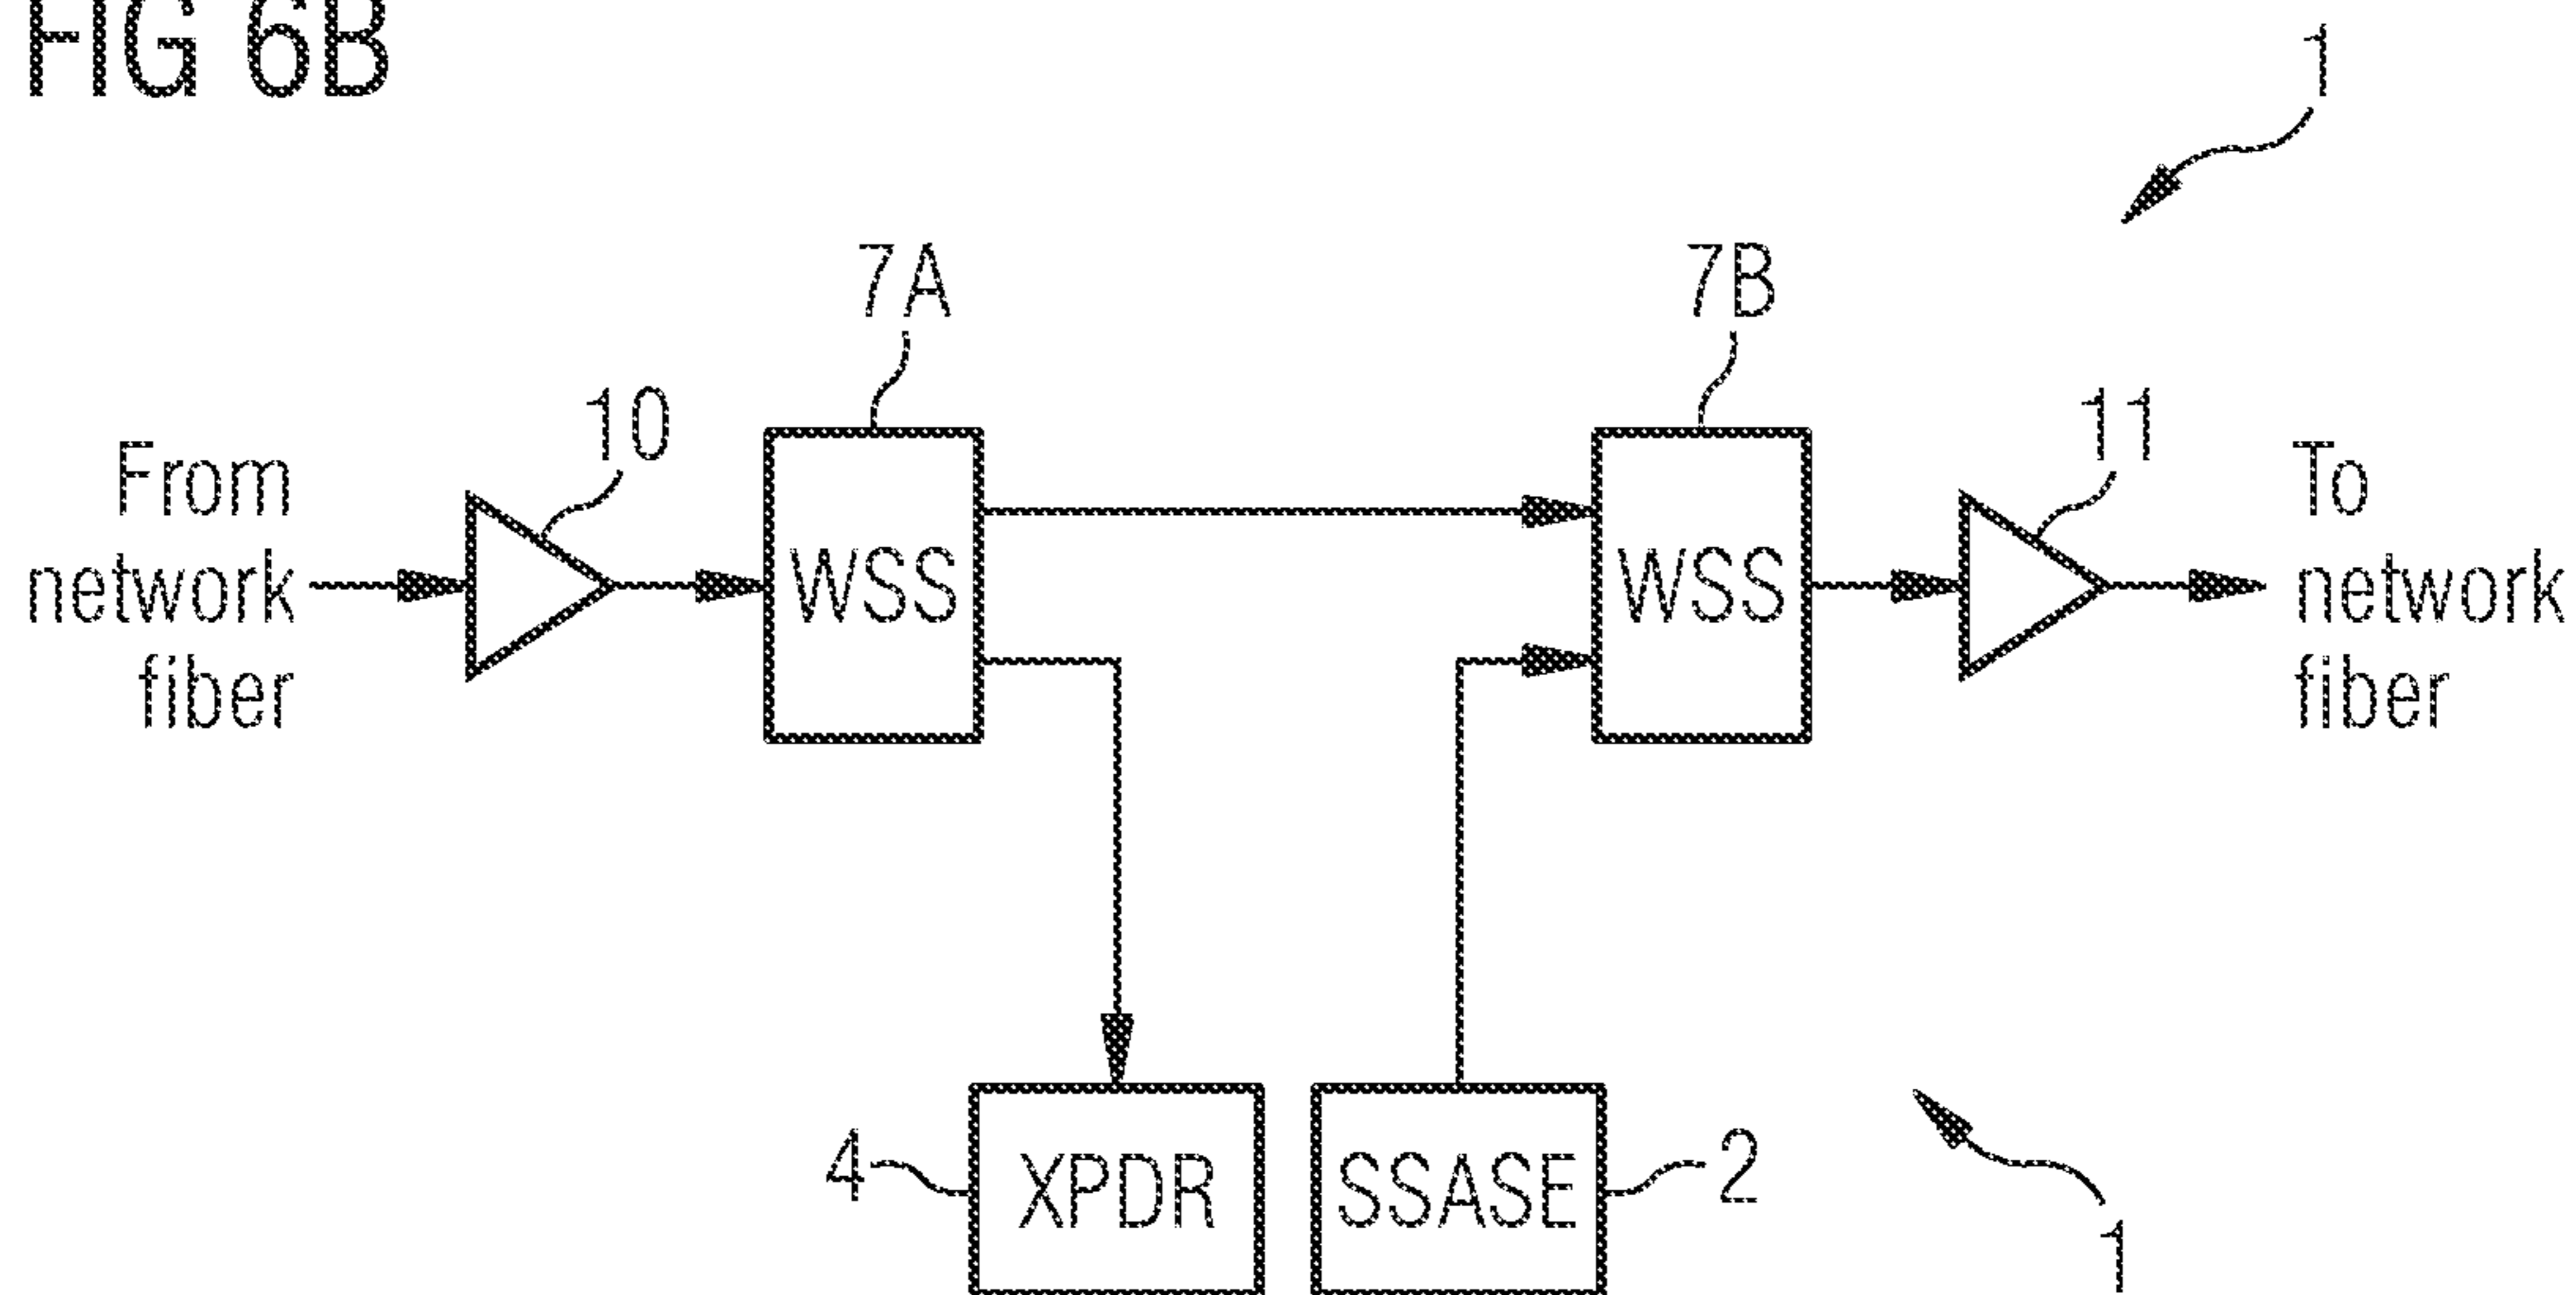 FIG 6B
1
7A
7B
10
11
From
network
fiber
WSS
WSS
To
network
fiber
4
XPDR
SSASE
2
1